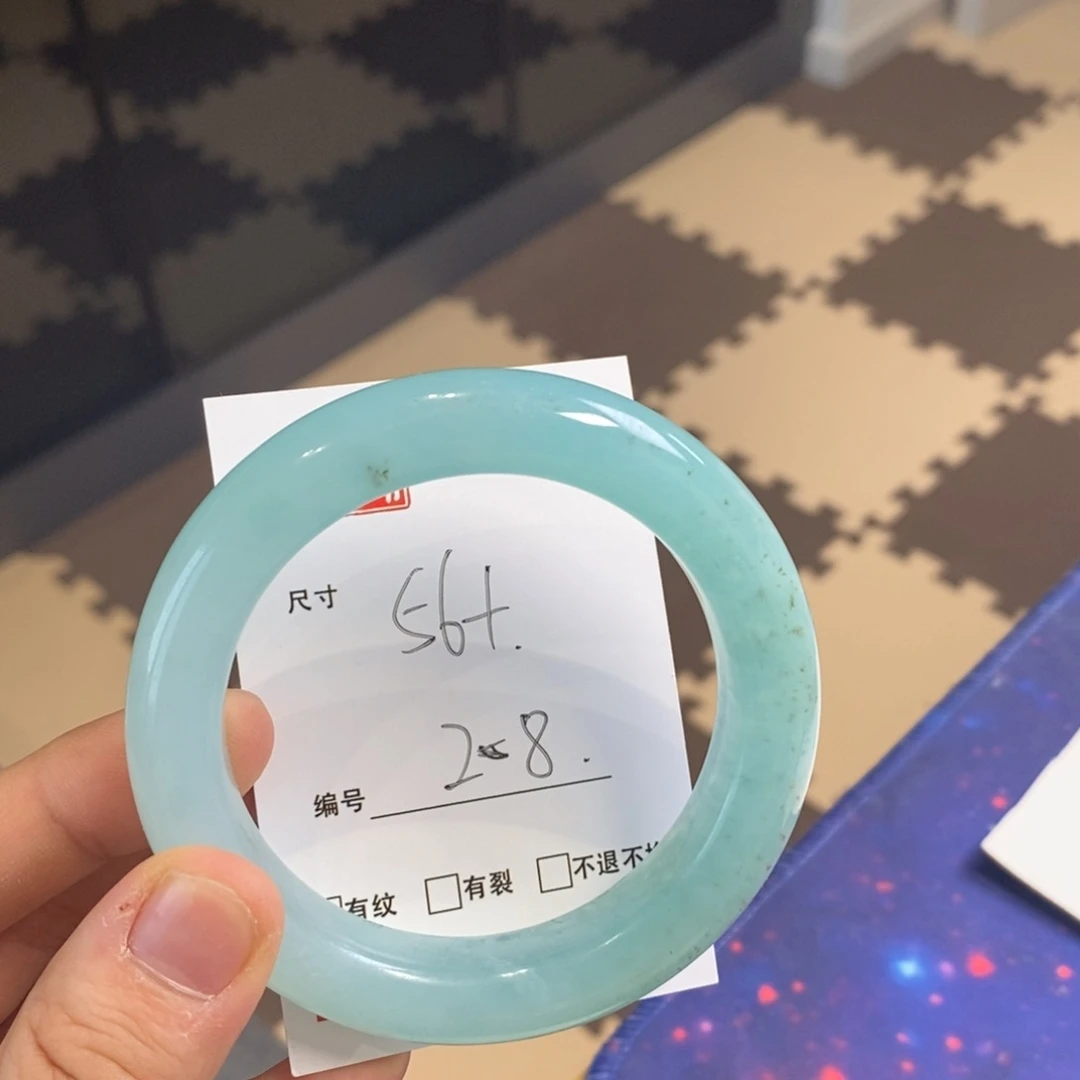 尺寸 56+.
编号 2-8.
有纹 有裂 不退不